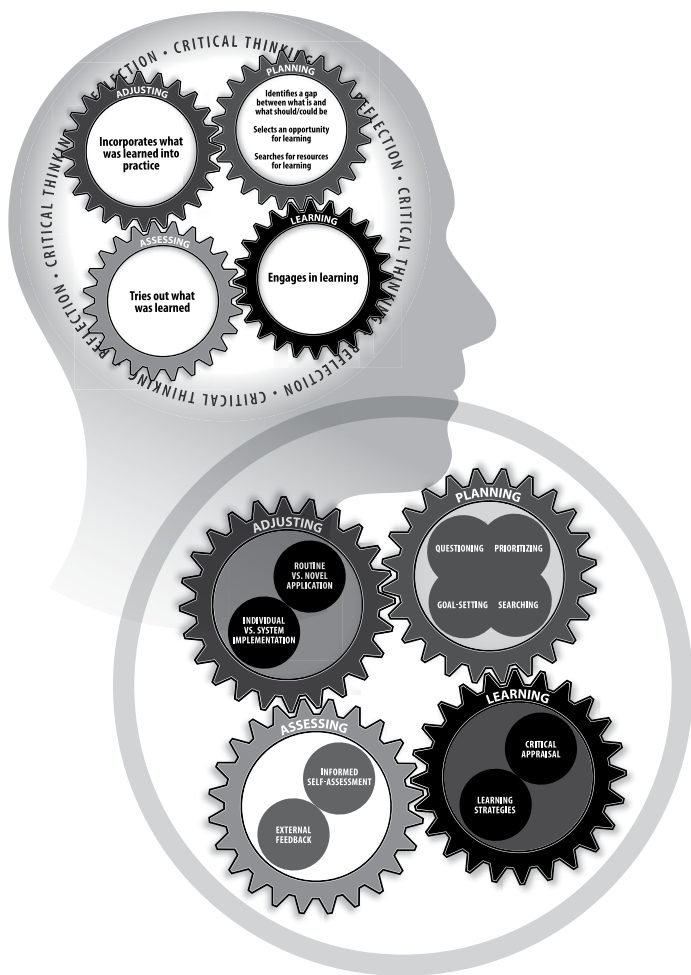 REFLECTION • CRITICAL THINKING
REFLECTION • CRITICAL THINKING
REFLECTION • CRITICAL THINKING
REFLECTION • CRITICAL THINKING
ADJUSTING
Incorporates what
was learned into
practice
PLANNING
Identifies a gap
between what is and
what should/could be
Selects an opportunity
for learning
Searches for resources
for learning
ASSESSING
Tries out what
was learned
LEARNING
Engages in learning
ADJUSTING
ROUTINE
VS. NOVEL
APPLICATION
INDIVIDUAL
VS. SYSTEM
IMPLEMENTATION
PLANNING
QUESTIONING PRIORITIZING
GOAL-SETTING SEARCHING
ASSESSING
INFORMED
SELF-ASSESSMENT
EXTERNAL
FEEDBACK
LEARNING
CRITICAL
APPRAISAL
LEARNING
STRATEGIES